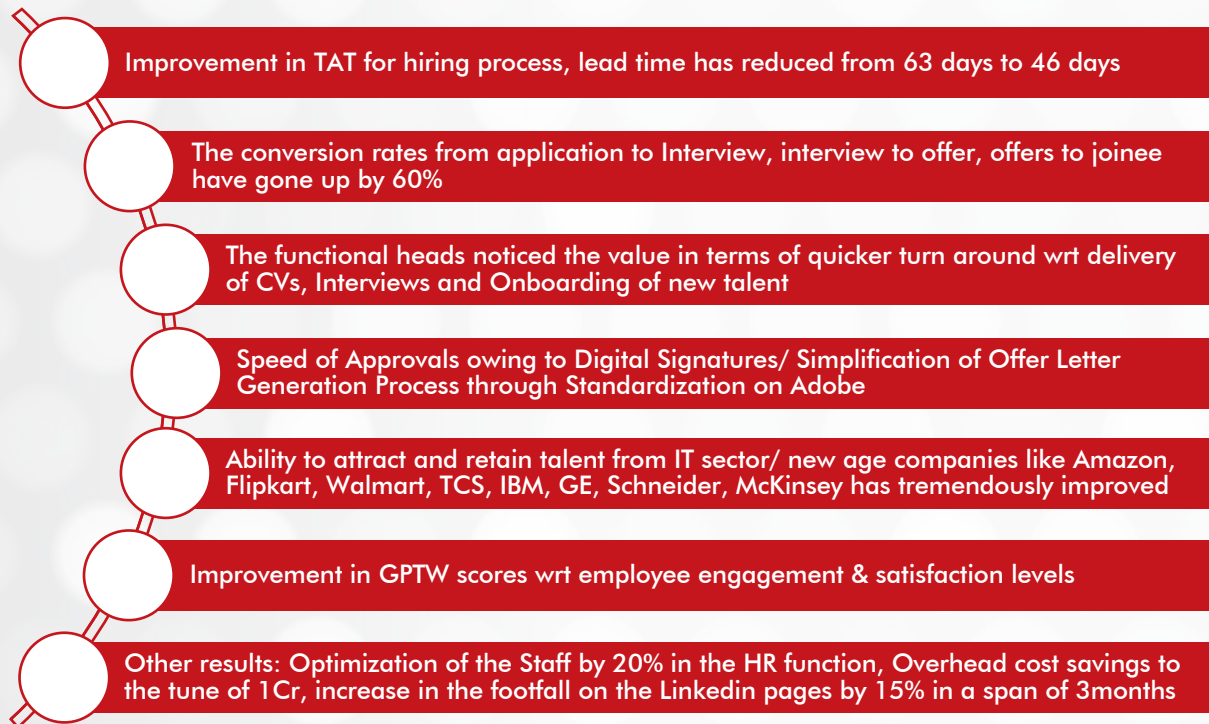 Improvement in TAT for hiring process, lead time has reduced from 63 days to 46 days
The conversion rates from application to Interview, interview to offer, offers to joinee
have gone up by 60%
The functional heads noticed the value in terms of quicker turn around wrt delivery
of CVs, Interviews and Onboarding of new talent
Speed of Approvals owing to Digital Signatures/ Simplification of Offer Letter
Generation Process through Standardization on Adobe
Ability to attract and retain talent from IT sector/ new age companies like Amazon,
Flipkart, Walmart, TCS, IBM, GE, Schneider, McKinsey has tremendously improved
Improvement in GPTW scores wrt employee engagement & satisfaction levels
Other results: Optimization of the Staff by 20% in the HR function, Overhead cost savings to
the tune of 1Cr, increase in the footfall on the Linkedin pages by 15% in a span of 3months